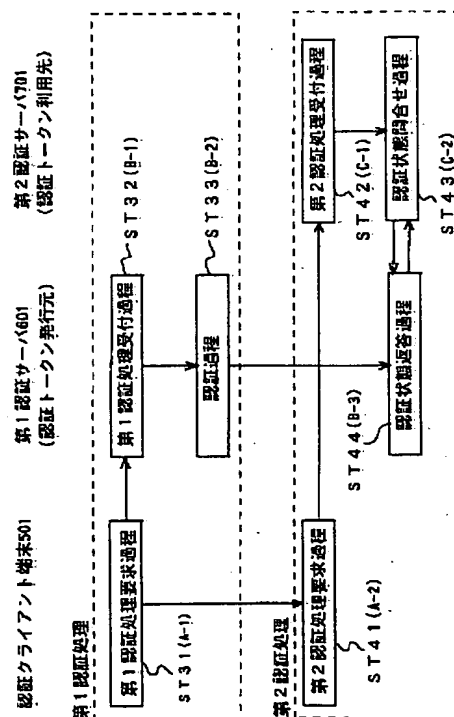 認証クライアント端末501
第1認証サーバ601
(認証トークン発行元)
第2認証サーバ701
(認証トークン利用先)
第1認証処理
第1認証処理要求過程
ST31(A-1)
第1認証処理受付過程
ST32(B-1)
認証過程
ST33(B-2)
第2認証処理
第2認証処理要求過程
ST41(A-2)
第2認証処理受付過程
ST42(C-1)
認証状態問合せ過程
ST43(C-2)
認証状態返答過程
ST44(B-3)